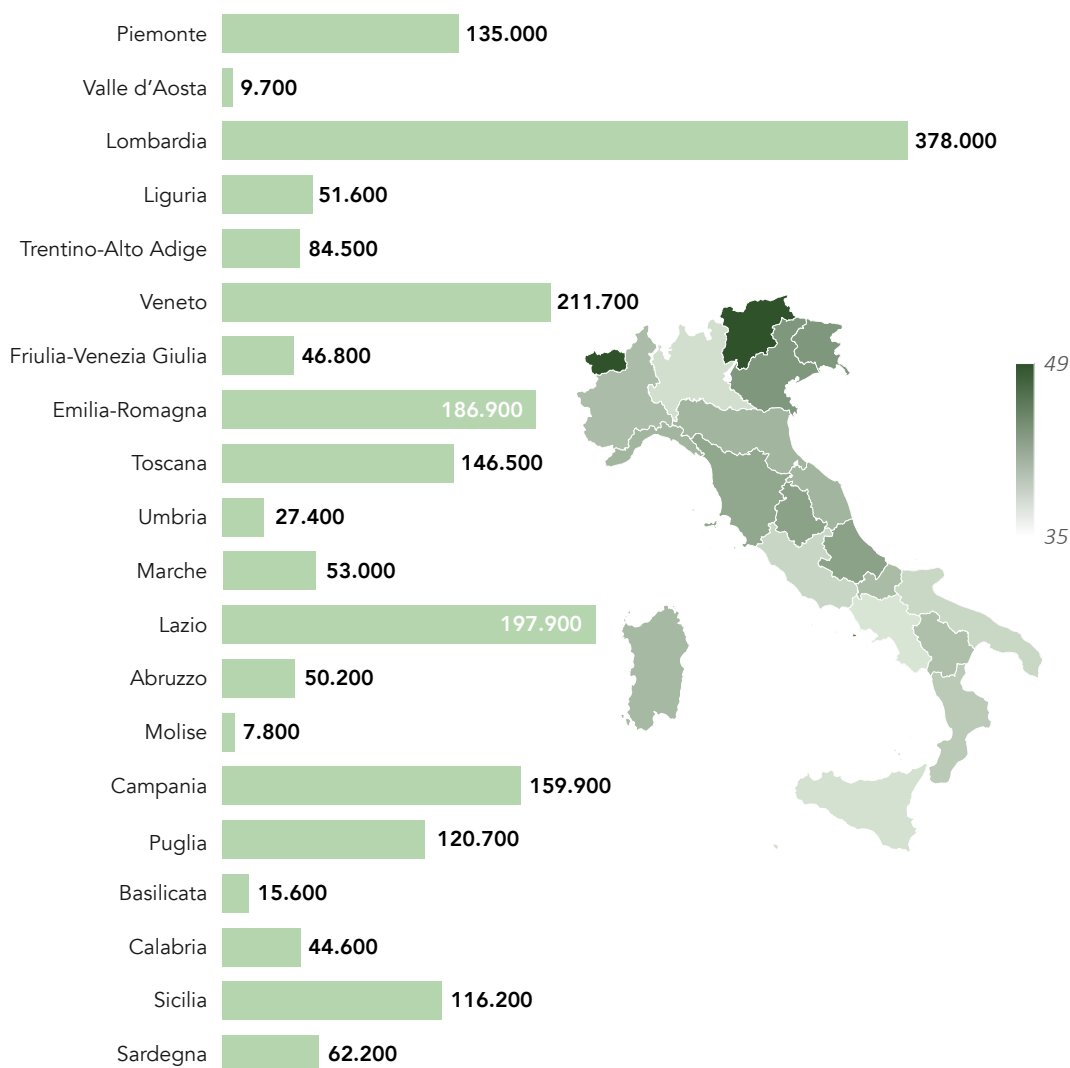 Piemonte 135.000
Valle d’Aosta 9.700
Lombardia 378.000
Liguria 51.600
Trentino-Alto Adige 84.500
Veneto 211.700
Friulia-Venezia Giulia 46.800
49
Emilia-Romagna 186.900
Toscana 146.500
Umbria 27.400
35
Marche 53.000
Lazio 197.900
Abruzzo 50.200
Molise 7.800
Campania 159.900
Puglia 120.700
Basilicata 15.600
Calabria 44.600
Sicilia 116.200
Sardegna 62.200